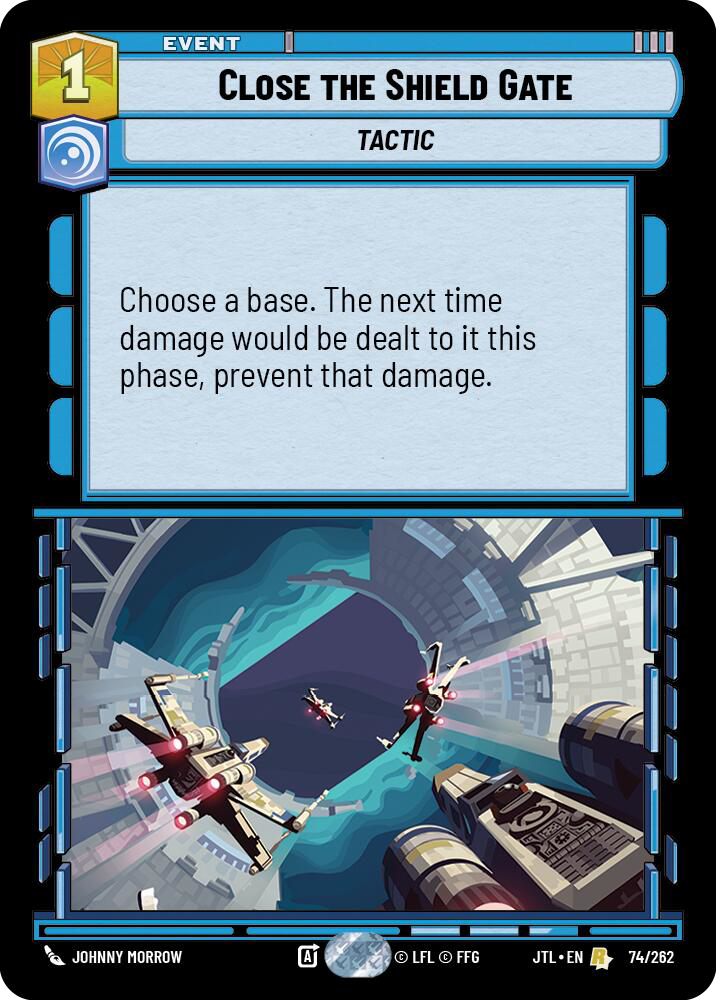 EVENT
1
CLOSE THE SHIELD GATE
TACTIC
Choose a base. The next time
damage would be dealt to it this
phase, prevent that damage.
JOHNNY MORROW
A
© LFL © FFG
JTL • EN
R
74/262